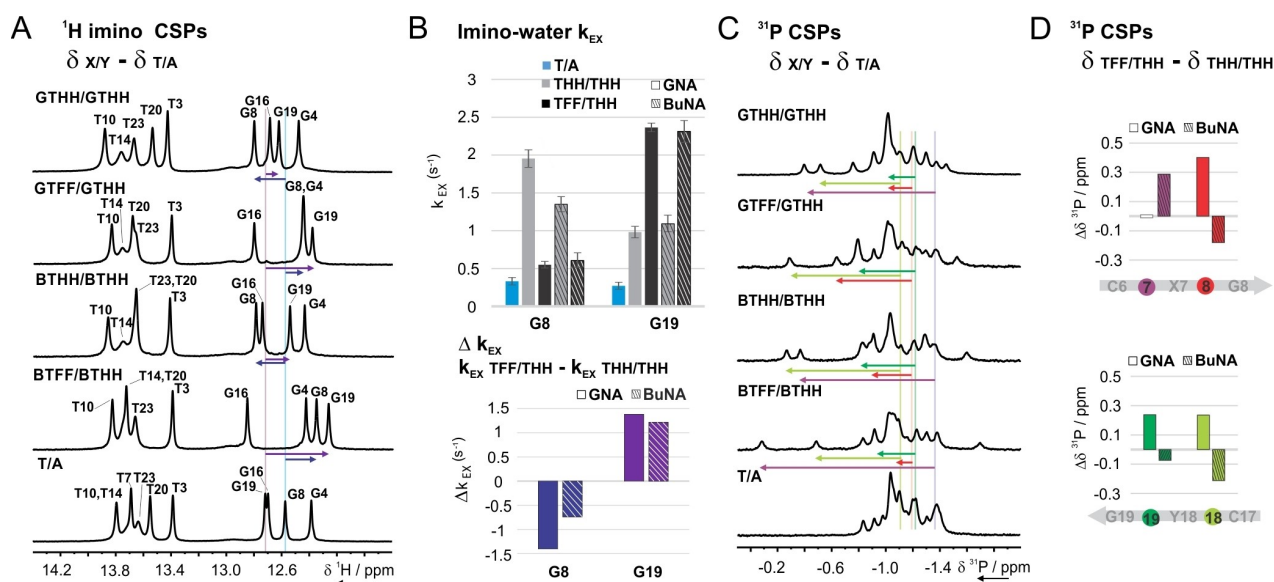 A
¹H imino CSPs
δ X/Y - δ T/A
GTHH/GTHH
T10
T14
T23
T20
T3
G8
G16
G19
G4
GTFF/GTHH
T14
T10
T20
T23
T3
G16
G8,G4
G19
BTHH/BTHH
T10
T14
T23,T20
T3
G16
G8
G19
G4
BTFF/BTHH
T10
T14,T20
T23
T3
G16
G4
G8
G19
T/A
T10,T14
T7
T23
T20
T3
G16
G19
G8
G4
14.2
13.8
13.4
13.0
12.6
δ ¹H / ppm
B
Imino-water kEX
T/A
THH/THH
TFF/THH
GNA
BuNA
3
2.5
2
1.5
1
0.5
0
kEX (s⁻¹)
G8
G19
Δ kEX
kEX TFF/THH - kEX THH/THH
GNA
BuNA
1.5
1
0.5
0
-0.5
-1
-1.5
ΔkEX (s⁻¹)
G8
G19
C
³¹P CSPs
δ X/Y - δ T/A
GTHH/GTHH
GTFF/GTHH
BTHH/BTHH
BTFF/BTHH
T/A
-0.2
-0.6
-1.0
-1.4
δ ³¹P / ppm
D
³¹P CSPs
δ TFF/THH - δ THH/THH
GNA
BuNA
0.5
0.3
0.1
-0.1
-0.3
Δδ ³¹P / ppm
C6 7 X7 8 G8
GNA
BuNA
0.5
0.3
0.1
-0.1
-0.3
Δδ ³¹P / ppm
G19 19 Y18 18 C17